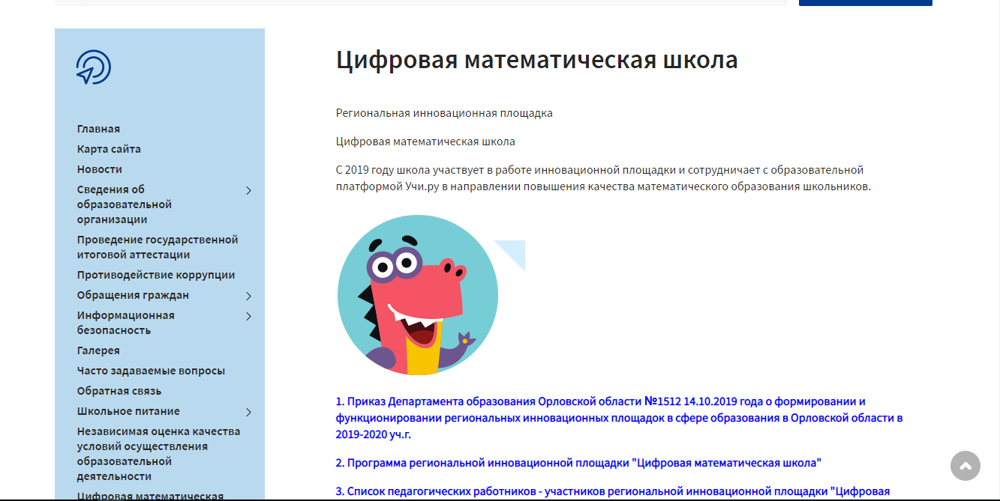 Главная
Карта сайта
Новости
Сведения об
образовательной
организации
Проведение государственной
итоговой аттестации
Противодействие коррупции
Обращения граждан
Информационная
безопасность
Галерея
Часто задаваемые вопросы
Обратная связь
Школьное питание
Независимая оценка качества
условий осуществления
образовательной
деятельности
Цифровая математическая
Цифровая математическая школа
Региональная инновационная площадка
Цифровая математическая школа
С 2019 году школа участвует в работе инновационной площадки и сотрудничает с образовательной
платформой Учи.ру в направлении повышения качества математического образования школьников.
1. Приказ Департамента образования Орловской области №1512 14.10.2019 года о формировании и
функционировании региональных инновационных площадок в сфере образования в Орловской области в
2019-2020 уч.г.
2. Программа региональной инновационной площадки "Цифровая математическая школа"
3. Список педагогических работников - участников региональной инновационной площадки "Цифровая